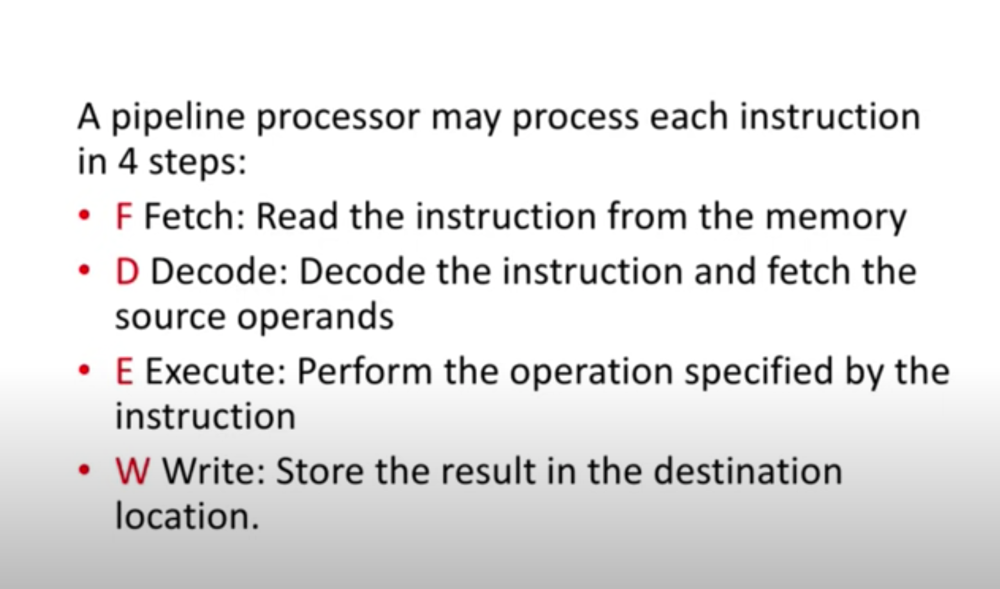 A pipeline processor may process each instruction
in 4 steps:
• F Fetch: Read the instruction from the memory
• D Decode: Decode the instruction and fetch the
source operands
• E Execute: Perform the operation specified by the
instruction
• W Write: Store the result in the destination
location.